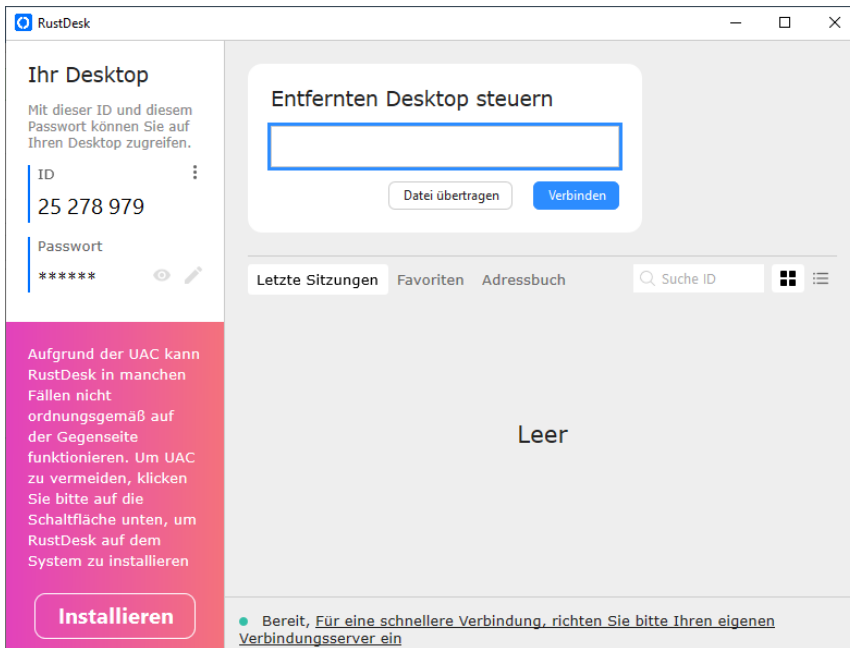 RustDesk
Ihr Desktop
Mit dieser ID und diesem
Passwort können Sie auf
Ihren Desktop zugreifen.
ID
25 278 979
Passwort
******
Aufgrund der UAC kann
RustDesk in manchen
Fällen nicht
ordnungsgemäß auf
der Gegenseite
funktionieren. Um UAC
zu vermeiden, klicken
Sie bitte auf die
Schaltfläche unten, um
RustDesk auf dem
System zu installieren
Installieren
Entfernten Desktop steuern
Datei übertragen
Verbinden
Letzte Sitzungen
Favoriten
Adressbuch
Suche ID
Leer
Bereit, Für eine schnellere Verbindung, richten Sie bitte Ihren eigenen
Verbindungsserver ein